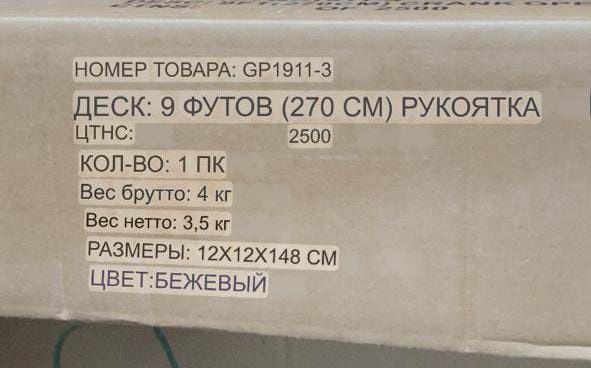 НОМЕР ТОВАРА: GP1911-3
ДЕСК: 9 ФУТОВ (270 СМ) РУКОЯТКА
ЦТНС: 2500
КОЛ-ВО: 1 ПК
Вес брутто: 4 кг
Вес нетто: 3,5 кг
РАЗМЕРЫ: 12X12X148 СМ
ЦВЕТ:БЕЖЕВЫЙ